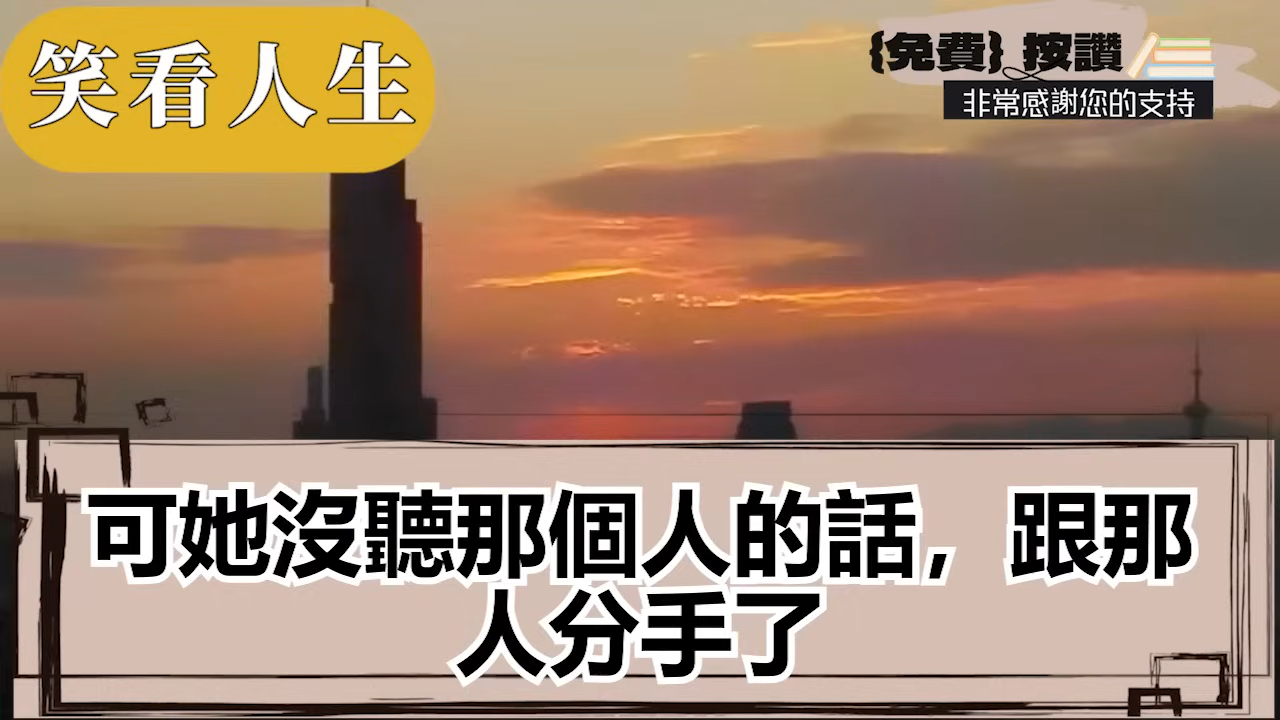 笑看人生
{免費} 按讚
非常感謝您的支持
可她沒聽那個人的話，跟那
人分手了